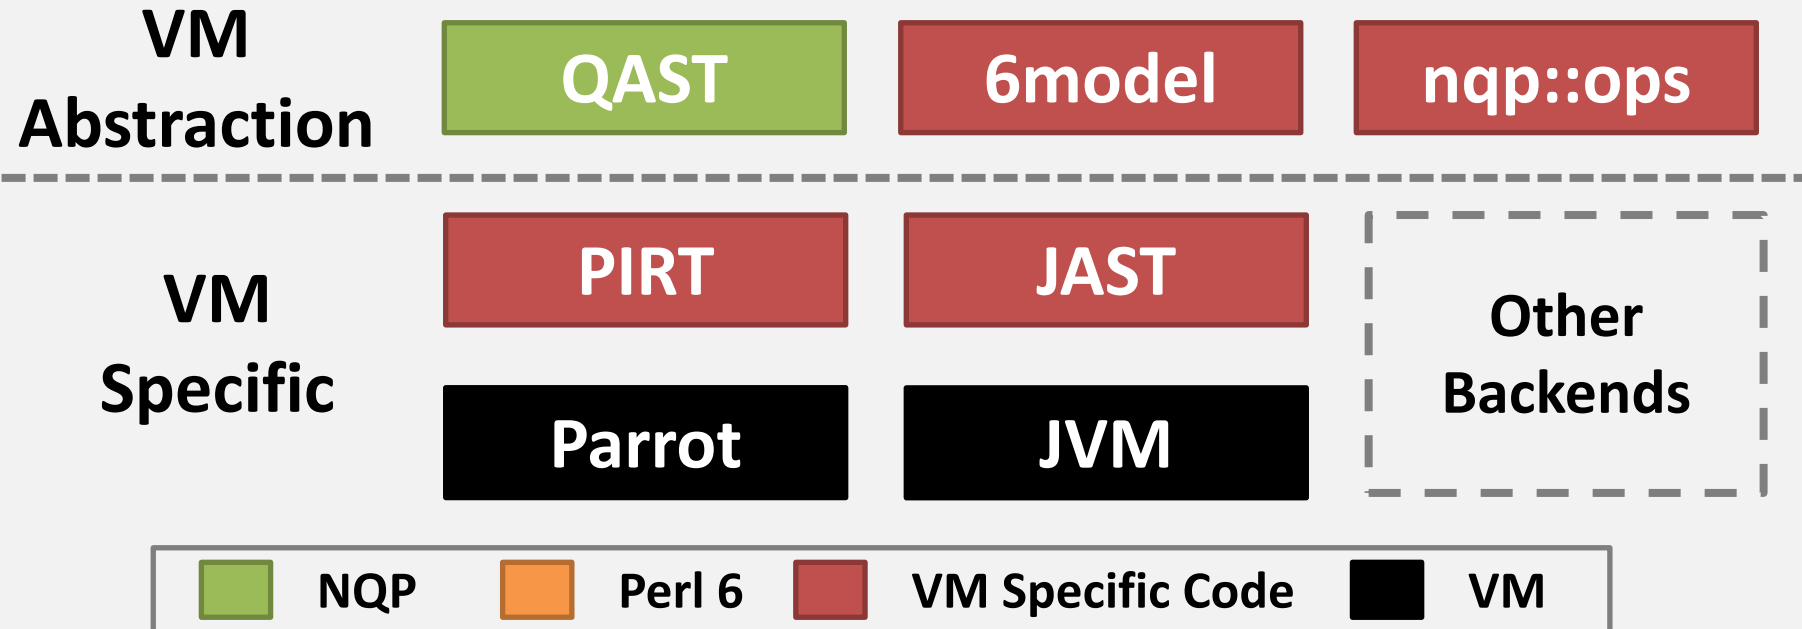 VM
Abstraction
QAST
6model
nqp::ops
VM
Specific
PIRT
JAST
Other
Backends
Parrot
JVM
NQP
Perl 6
VM Specific Code
VM